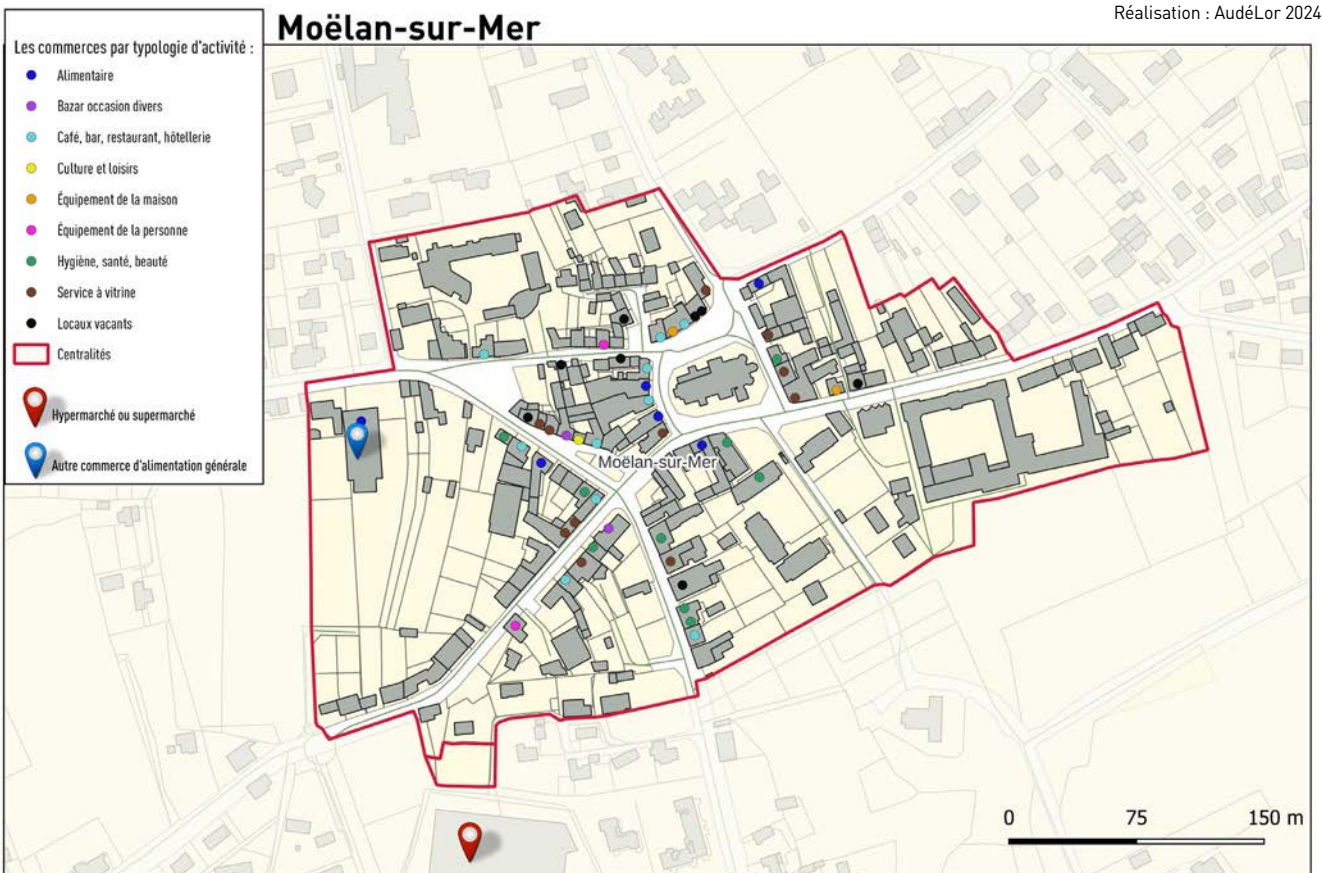 Réalisation : AudéLor 2024
Moëlan-sur-Mer
Les commerces par typologie d'activité :
Alimentaire
Bazar occasion divers
Café, bar, restaurant, hôtellerie
Culture et loisirs
Équipement de la maison
Équipement de la personne
Hygiène, santé, beauté
Service à vitrine
Locaux vacants
Centralités
Hypermarché ou supermarché
Autre commerce d'alimentation générale
Moëlan-sur-Mer
0 75 150 m